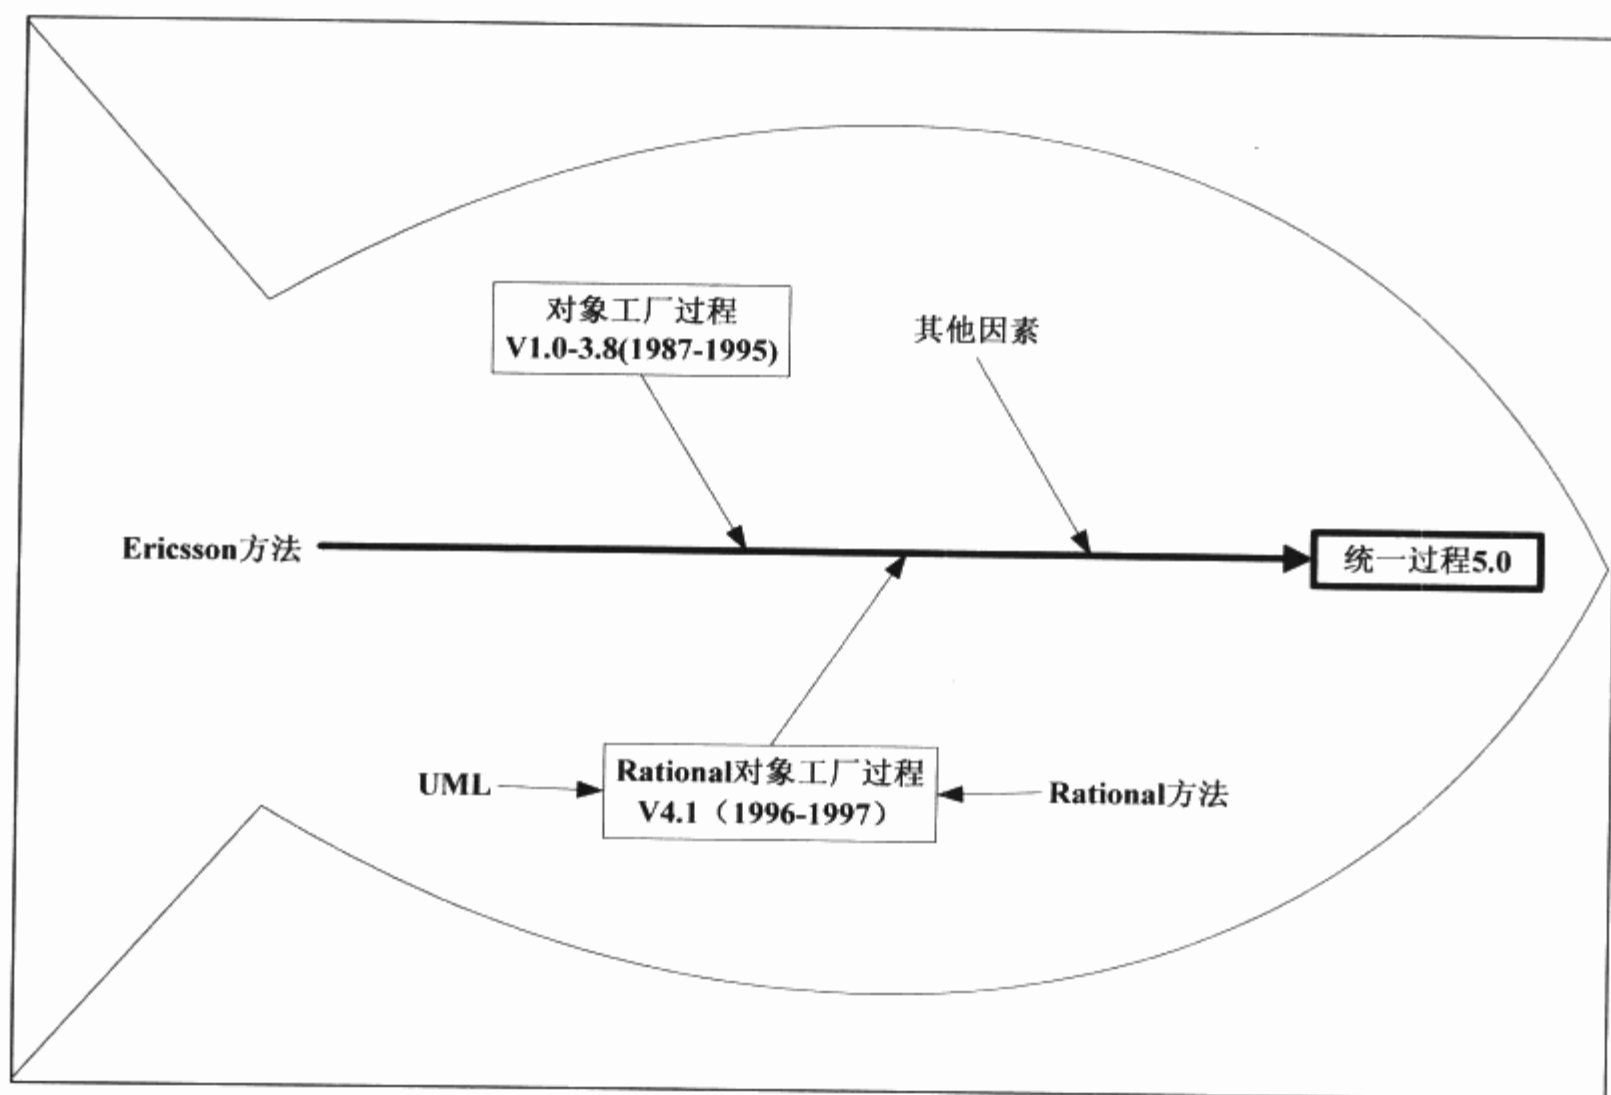 对象工厂过程
V1.0-3.8(1987-1995)
其他因素
Ericsson方法
统一过程5.0
UML
Rational对象工厂过程
V4.1（1996-1997）
Rational方法